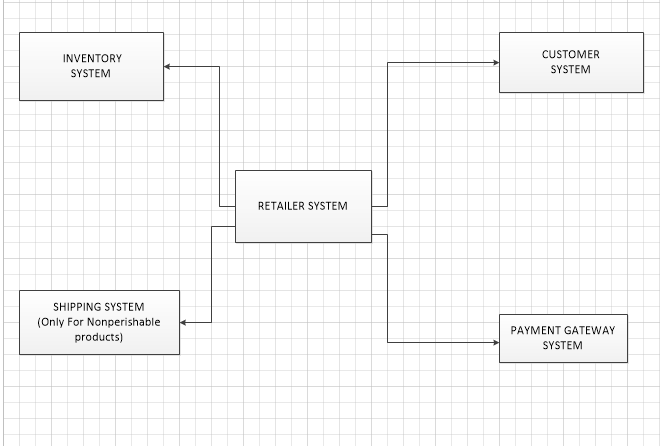 INVENTORY
SYSTEM
CUSTOMER
SYSTEM
RETAILER SYSTEM
SHIPPING SYSTEM
(Only For Nonperishable
products)
PAYMENT GATEWAY
SYSTEM